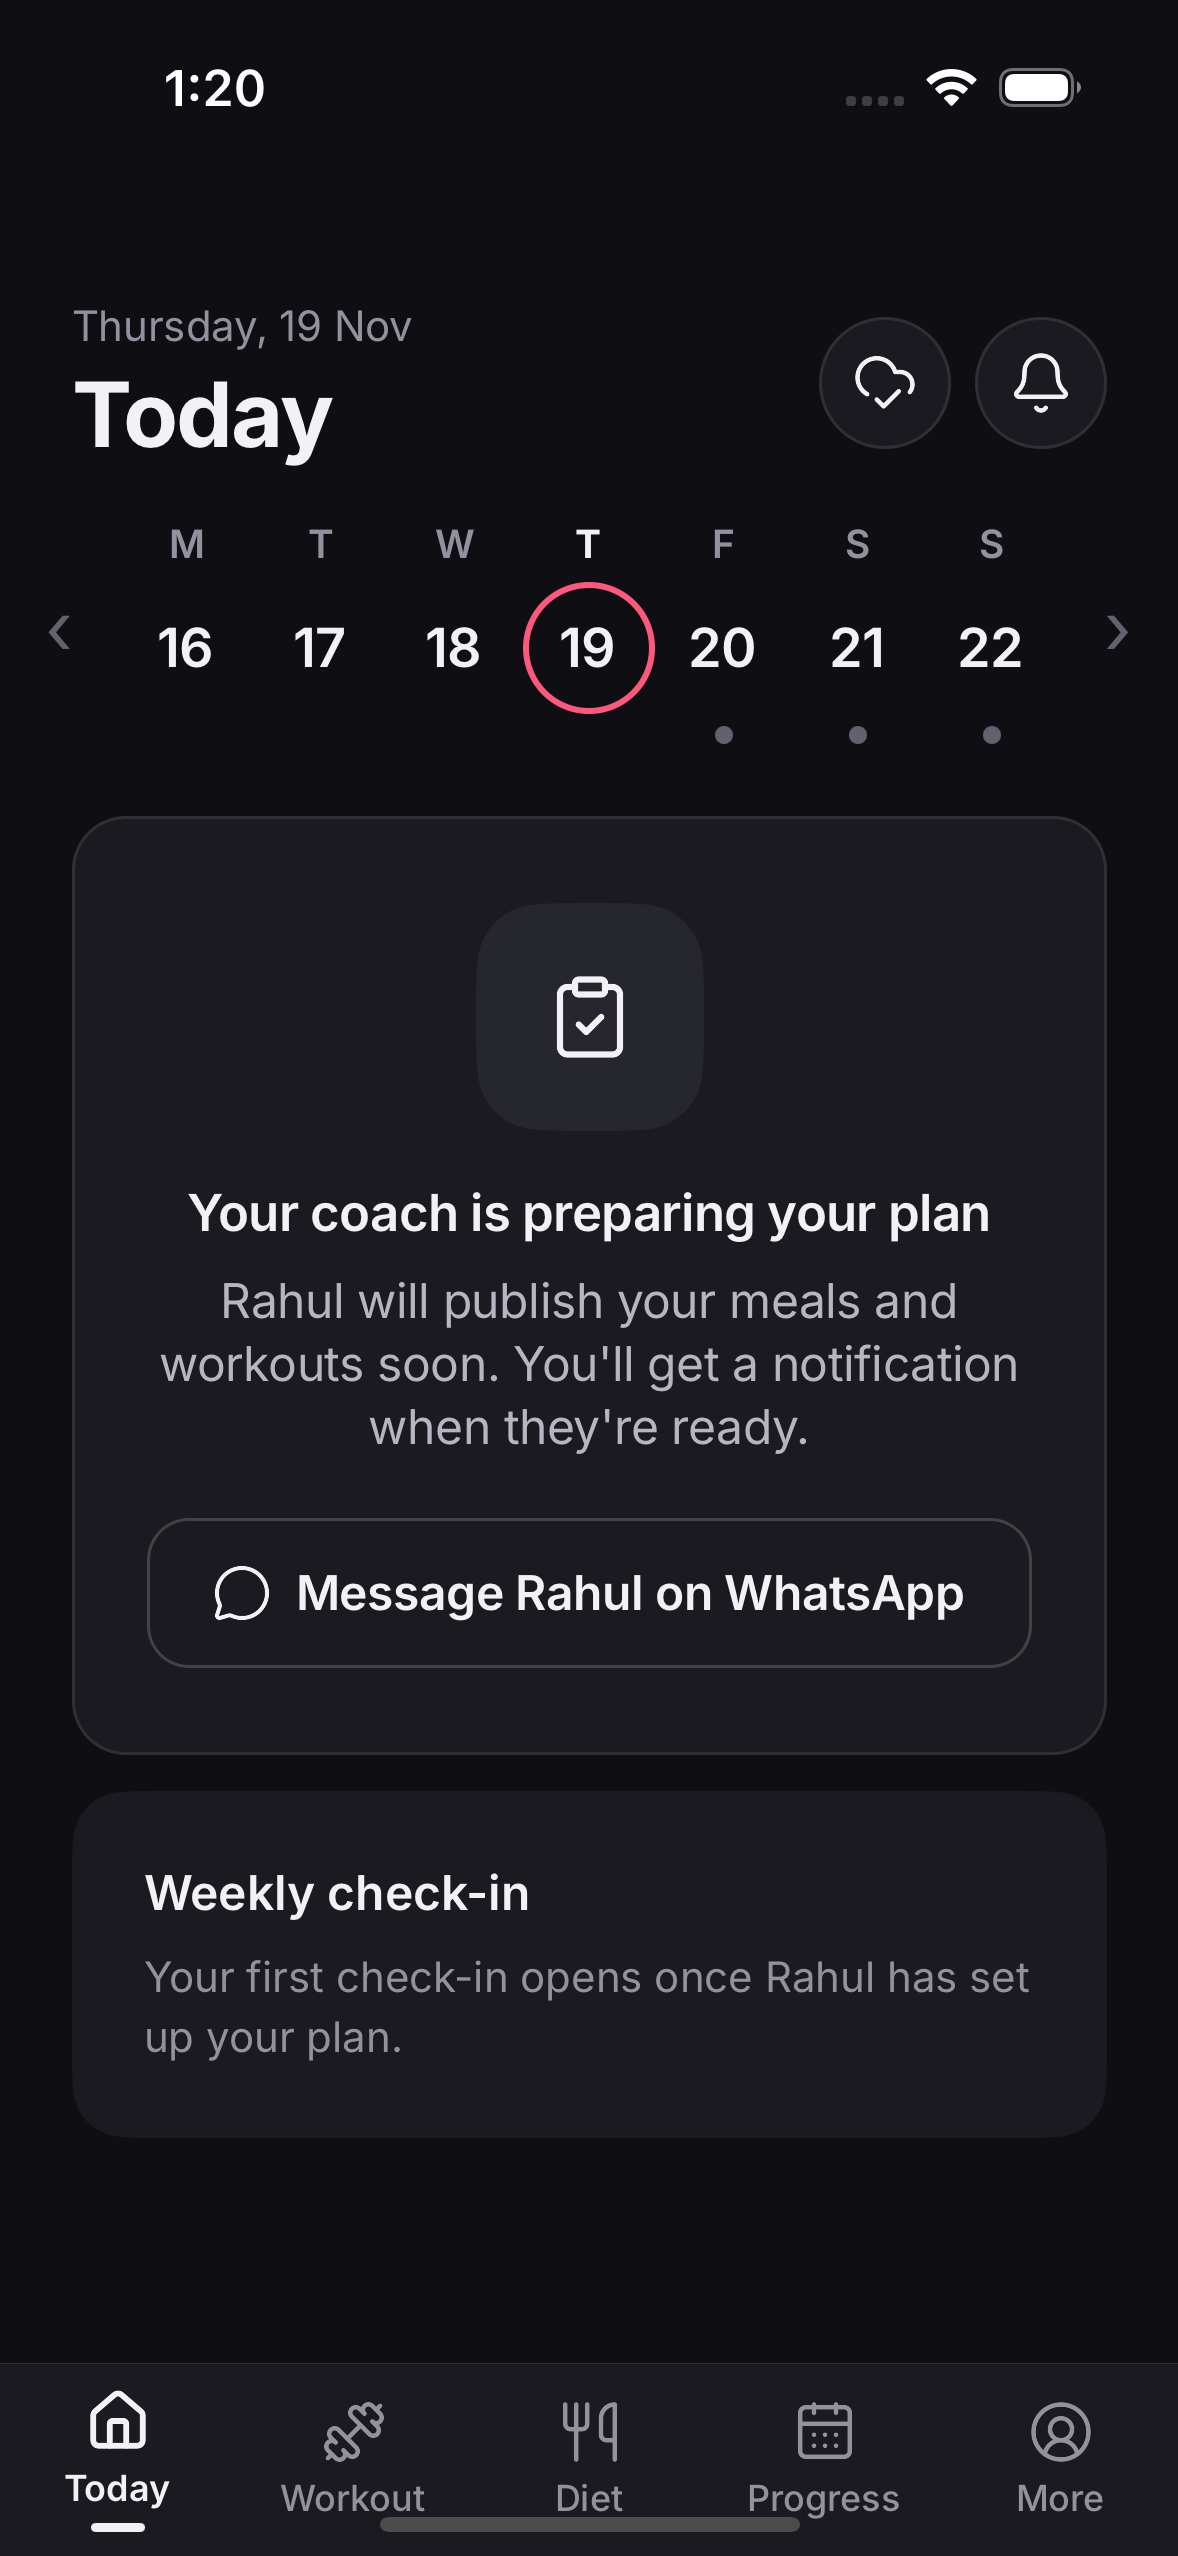 1:20
Thursday, 19 Nov
Today
M T W T F S S
16 17 18 19 20 21 22
Your coach is preparing your plan
Rahul will publish your meals and
workouts soon. You'll get a notification
when they're ready.
Message Rahul on WhatsApp
Weekly check-in
Your first check-in opens once Rahul has set
up your plan.
Today Workout Diet Progress More